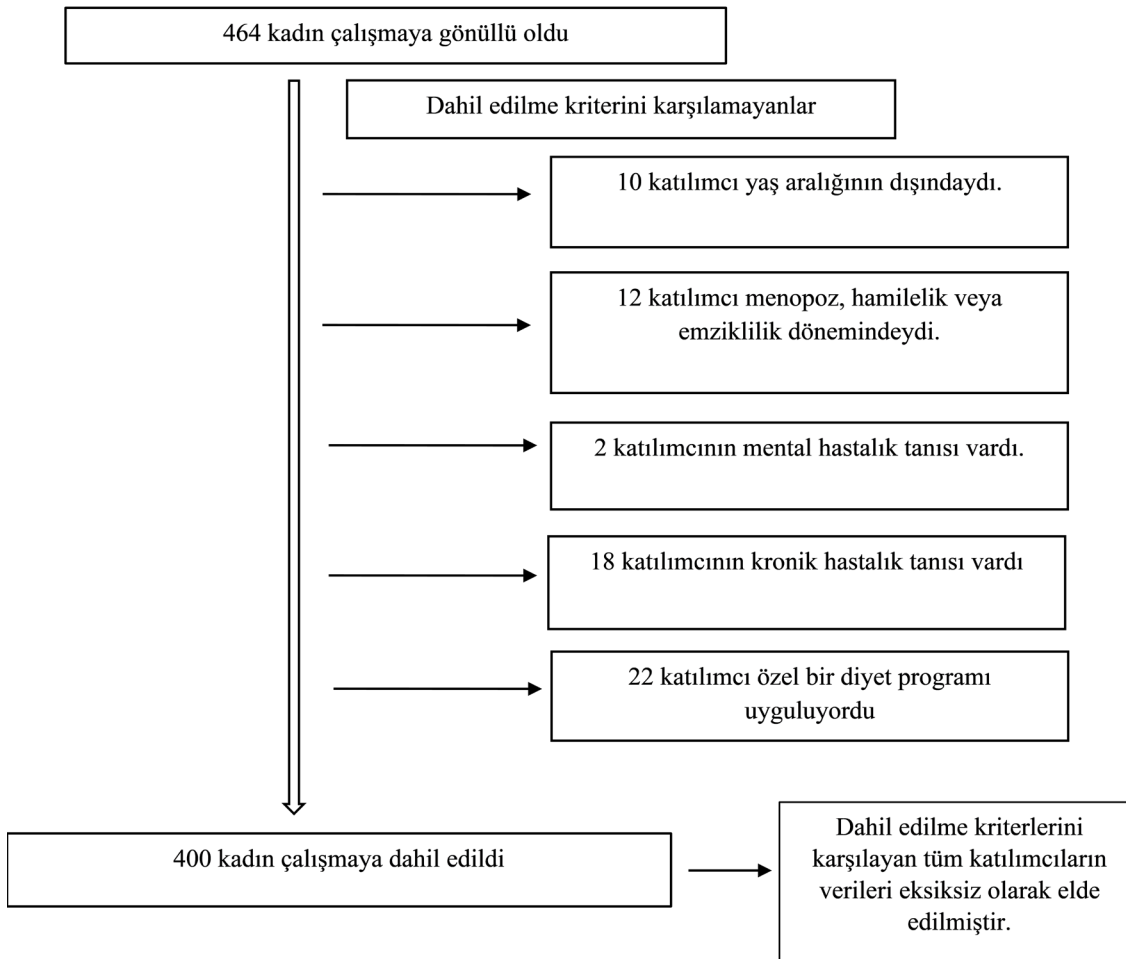 464 kadın çalışmaya gönüllü oldu
Dahil edilme kriterini karşılamayanlar
10 katılımcı yaş aralığının dışındaydı.
12 katılımcı menopoz, hamilelik veya
emziklilik dönemindeydi.
2 katılımcının mental hastalık tanısı vardı.
18 katılımcının kronik hastalık tanısı vardı
22 katılımcı özel bir diyet programı
uyguluyordu
400 kadın çalışmaya dahil edildi
Dahil edilme kriterlerini
karşılayan tüm katılımcıların
verileri eksiksiz olarak elde
edilmiştir.